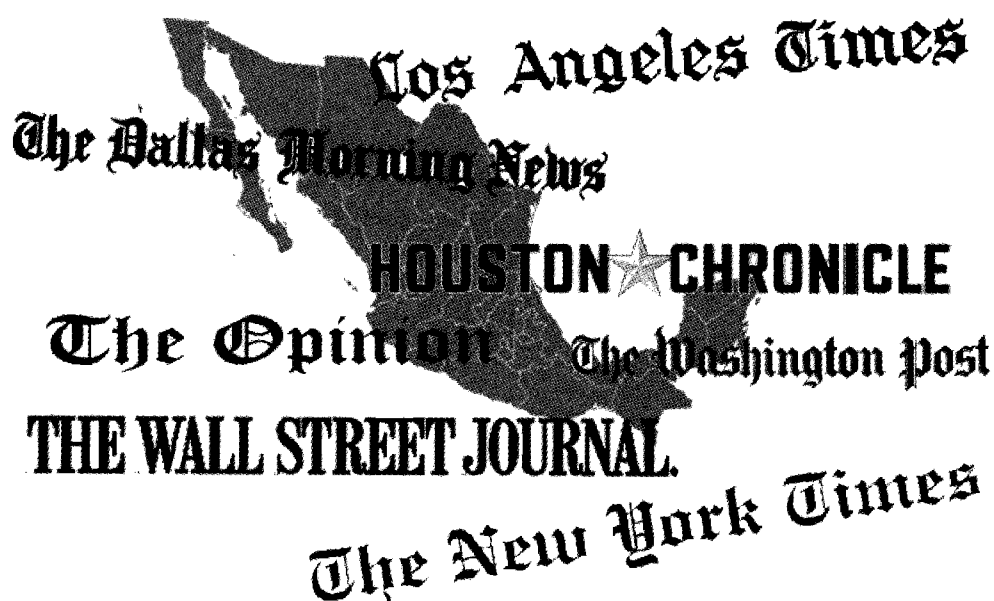 Los Angeles Times
The Dallas Morning News
HOUSTON CHRONICLE
The Opinion
The Washington Post
THE WALL STREET JOURNAL.
The New York Times